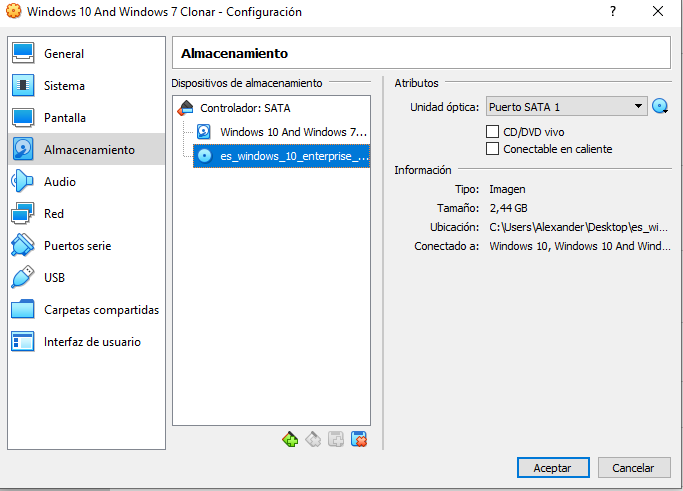 Windows 10 And Windows 7 Clonar - Configuración
?
General
Sistema
Pantalla
Almacenamiento
Audio
Red
Puertos serie
USB
Carpetas compartidas
Interfaz de usuario
Almacenamiento
Dispositivos de almacenamiento
Controlador: SATA
Windows 10 And Windows 7...
es_windows_10_enterprise_...
Atributos
Unidad óptica: Puerto SATA 1
CD/DVD vivo
Conectable en caliente
Información
Tipo: Imagen
Tamaño: 2,44 GB
Ubicación: C:\Users\Alexander\Desktop\es_wi...
Conectado a: Windows 10, Windows 10 And Wind...
Aceptar Cancelar